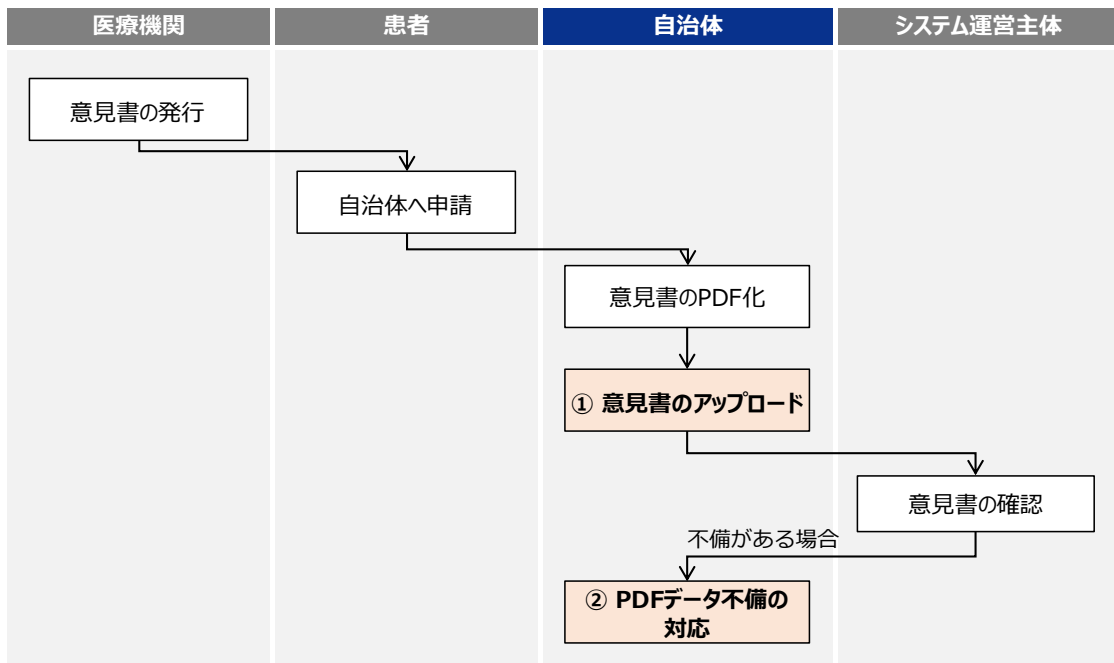 医療機関
患者
自治体
システム運営主体
意見書の発行
自治体へ申請
意見書のPDF化
① 意見書のアップロード
意見書の確認
不備がある場合
② PDFデータ不備の
対応